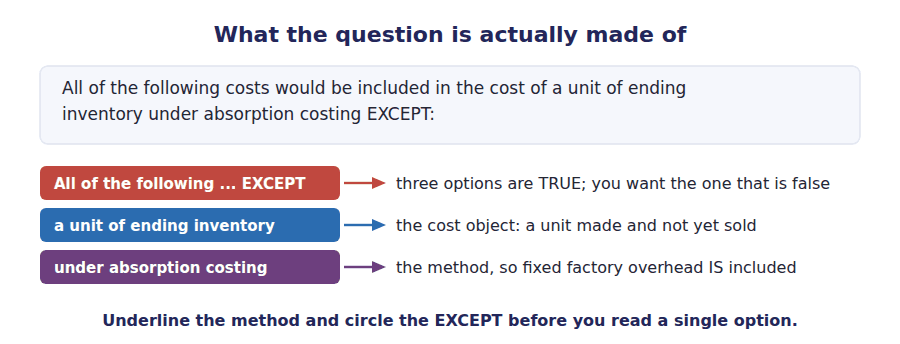 What the question is actually made of
All of the following costs would be included in the cost of a unit of ending
inventory under absorption costing EXCEPT:
All of the following ... EXCEPT three options are TRUE; you want the one that is false
a unit of ending inventory the cost object: a unit made and not yet sold
under absorption costing the method, so fixed factory overhead IS included
Underline the method and circle the EXCEPT before you read a single option.